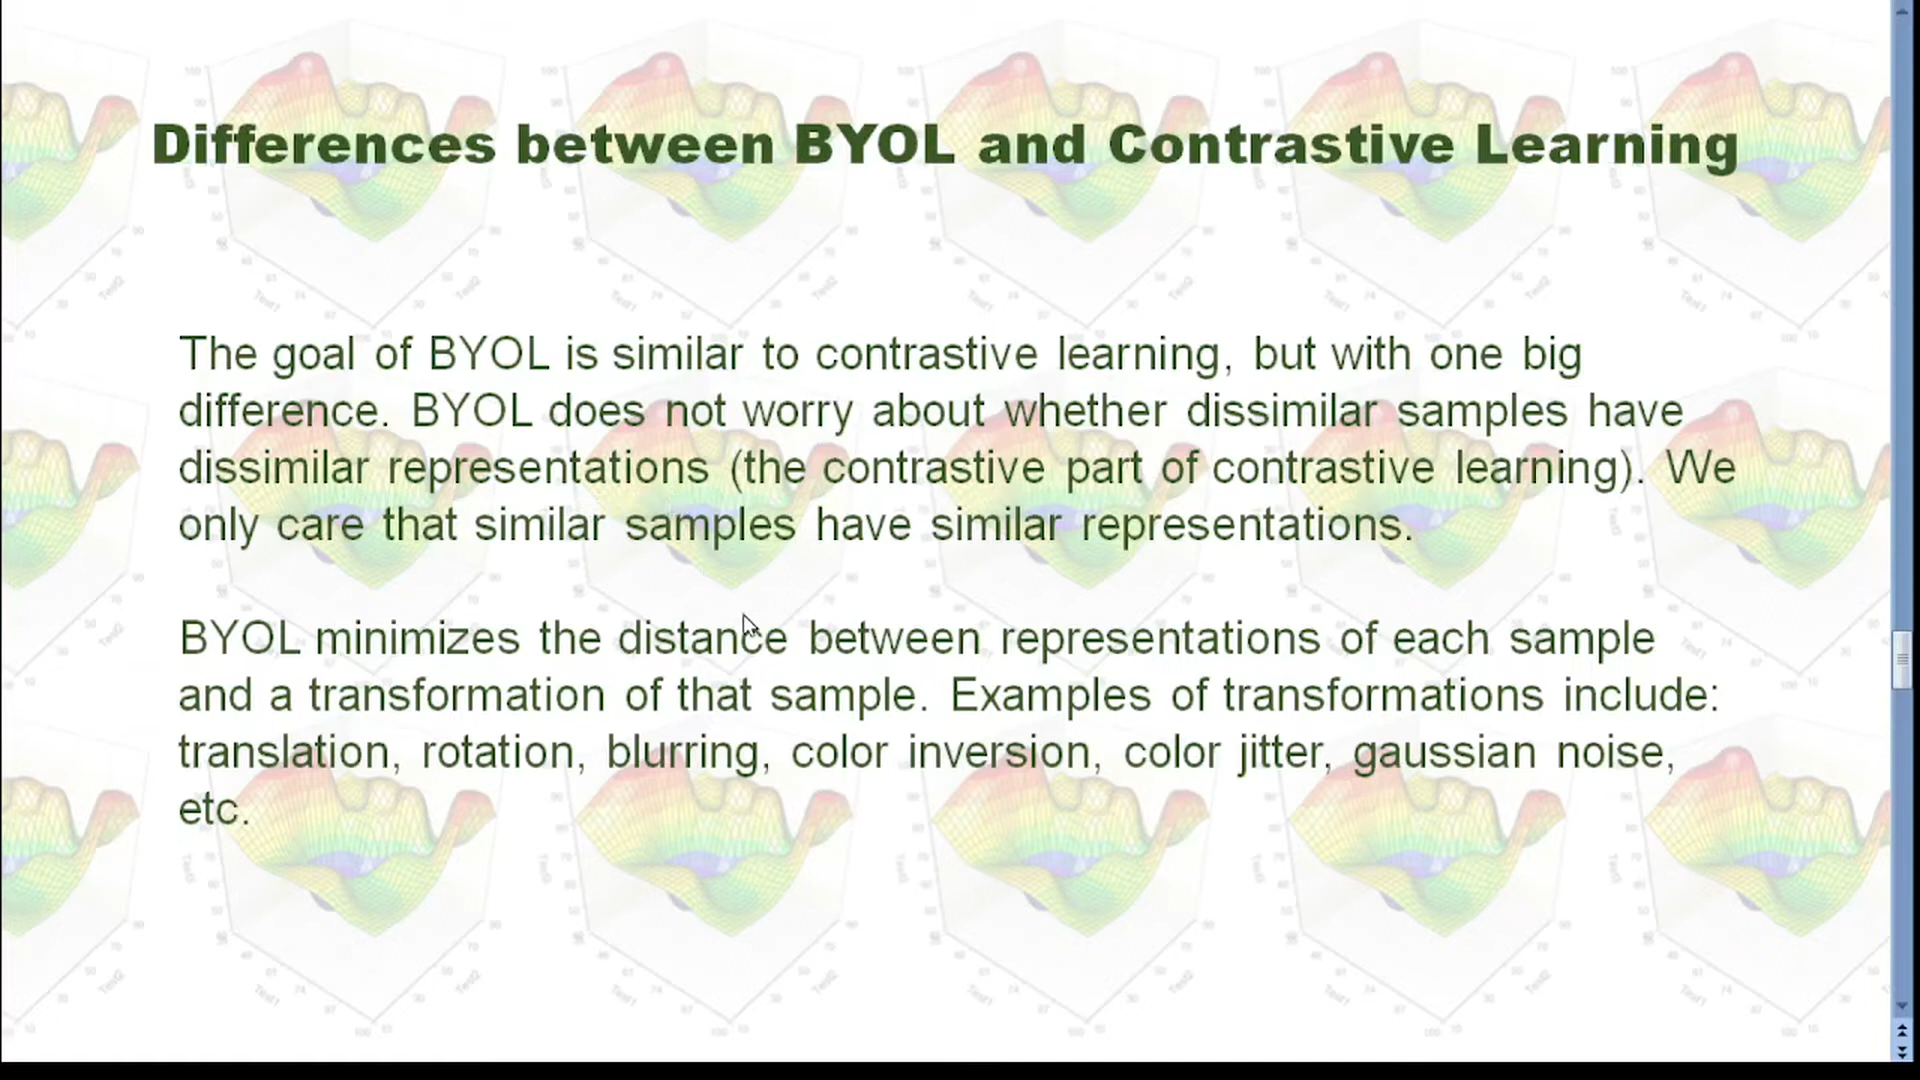 Differences between BYOL and Contrastive Learning
The goal of BYOL is similar to contrastive learning, but with one big
difference. BYOL does not worry about whether dissimilar samples have
dissimilar representations (the contrastive part of contrastive learning). We
only care that similar samples have similar representations.
BYOL minimizes the distance between representations of each sample
and a transformation of that sample. Examples of transformations include:
translation, rotation, blurring, color inversion, color jitter, gaussian noise,
etc.